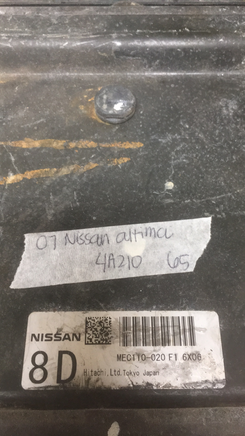 07 Nissan altima
4A210 65
NISSAN MEC110-020 F1 6X08
8D Hitachi,Ltd.Tokyo Japan